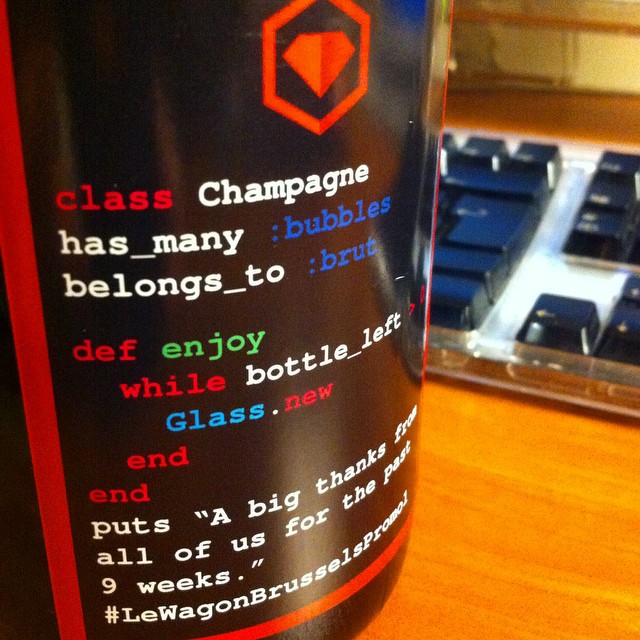 class Champagne
has_many :bubbles
belongs_to :brut
def enjoy
while bottle_left >
Glass.new
end
end
puts “A big thanks from
all of us for the past
9 weeks.”
#LeWagonBrusselsPromo1